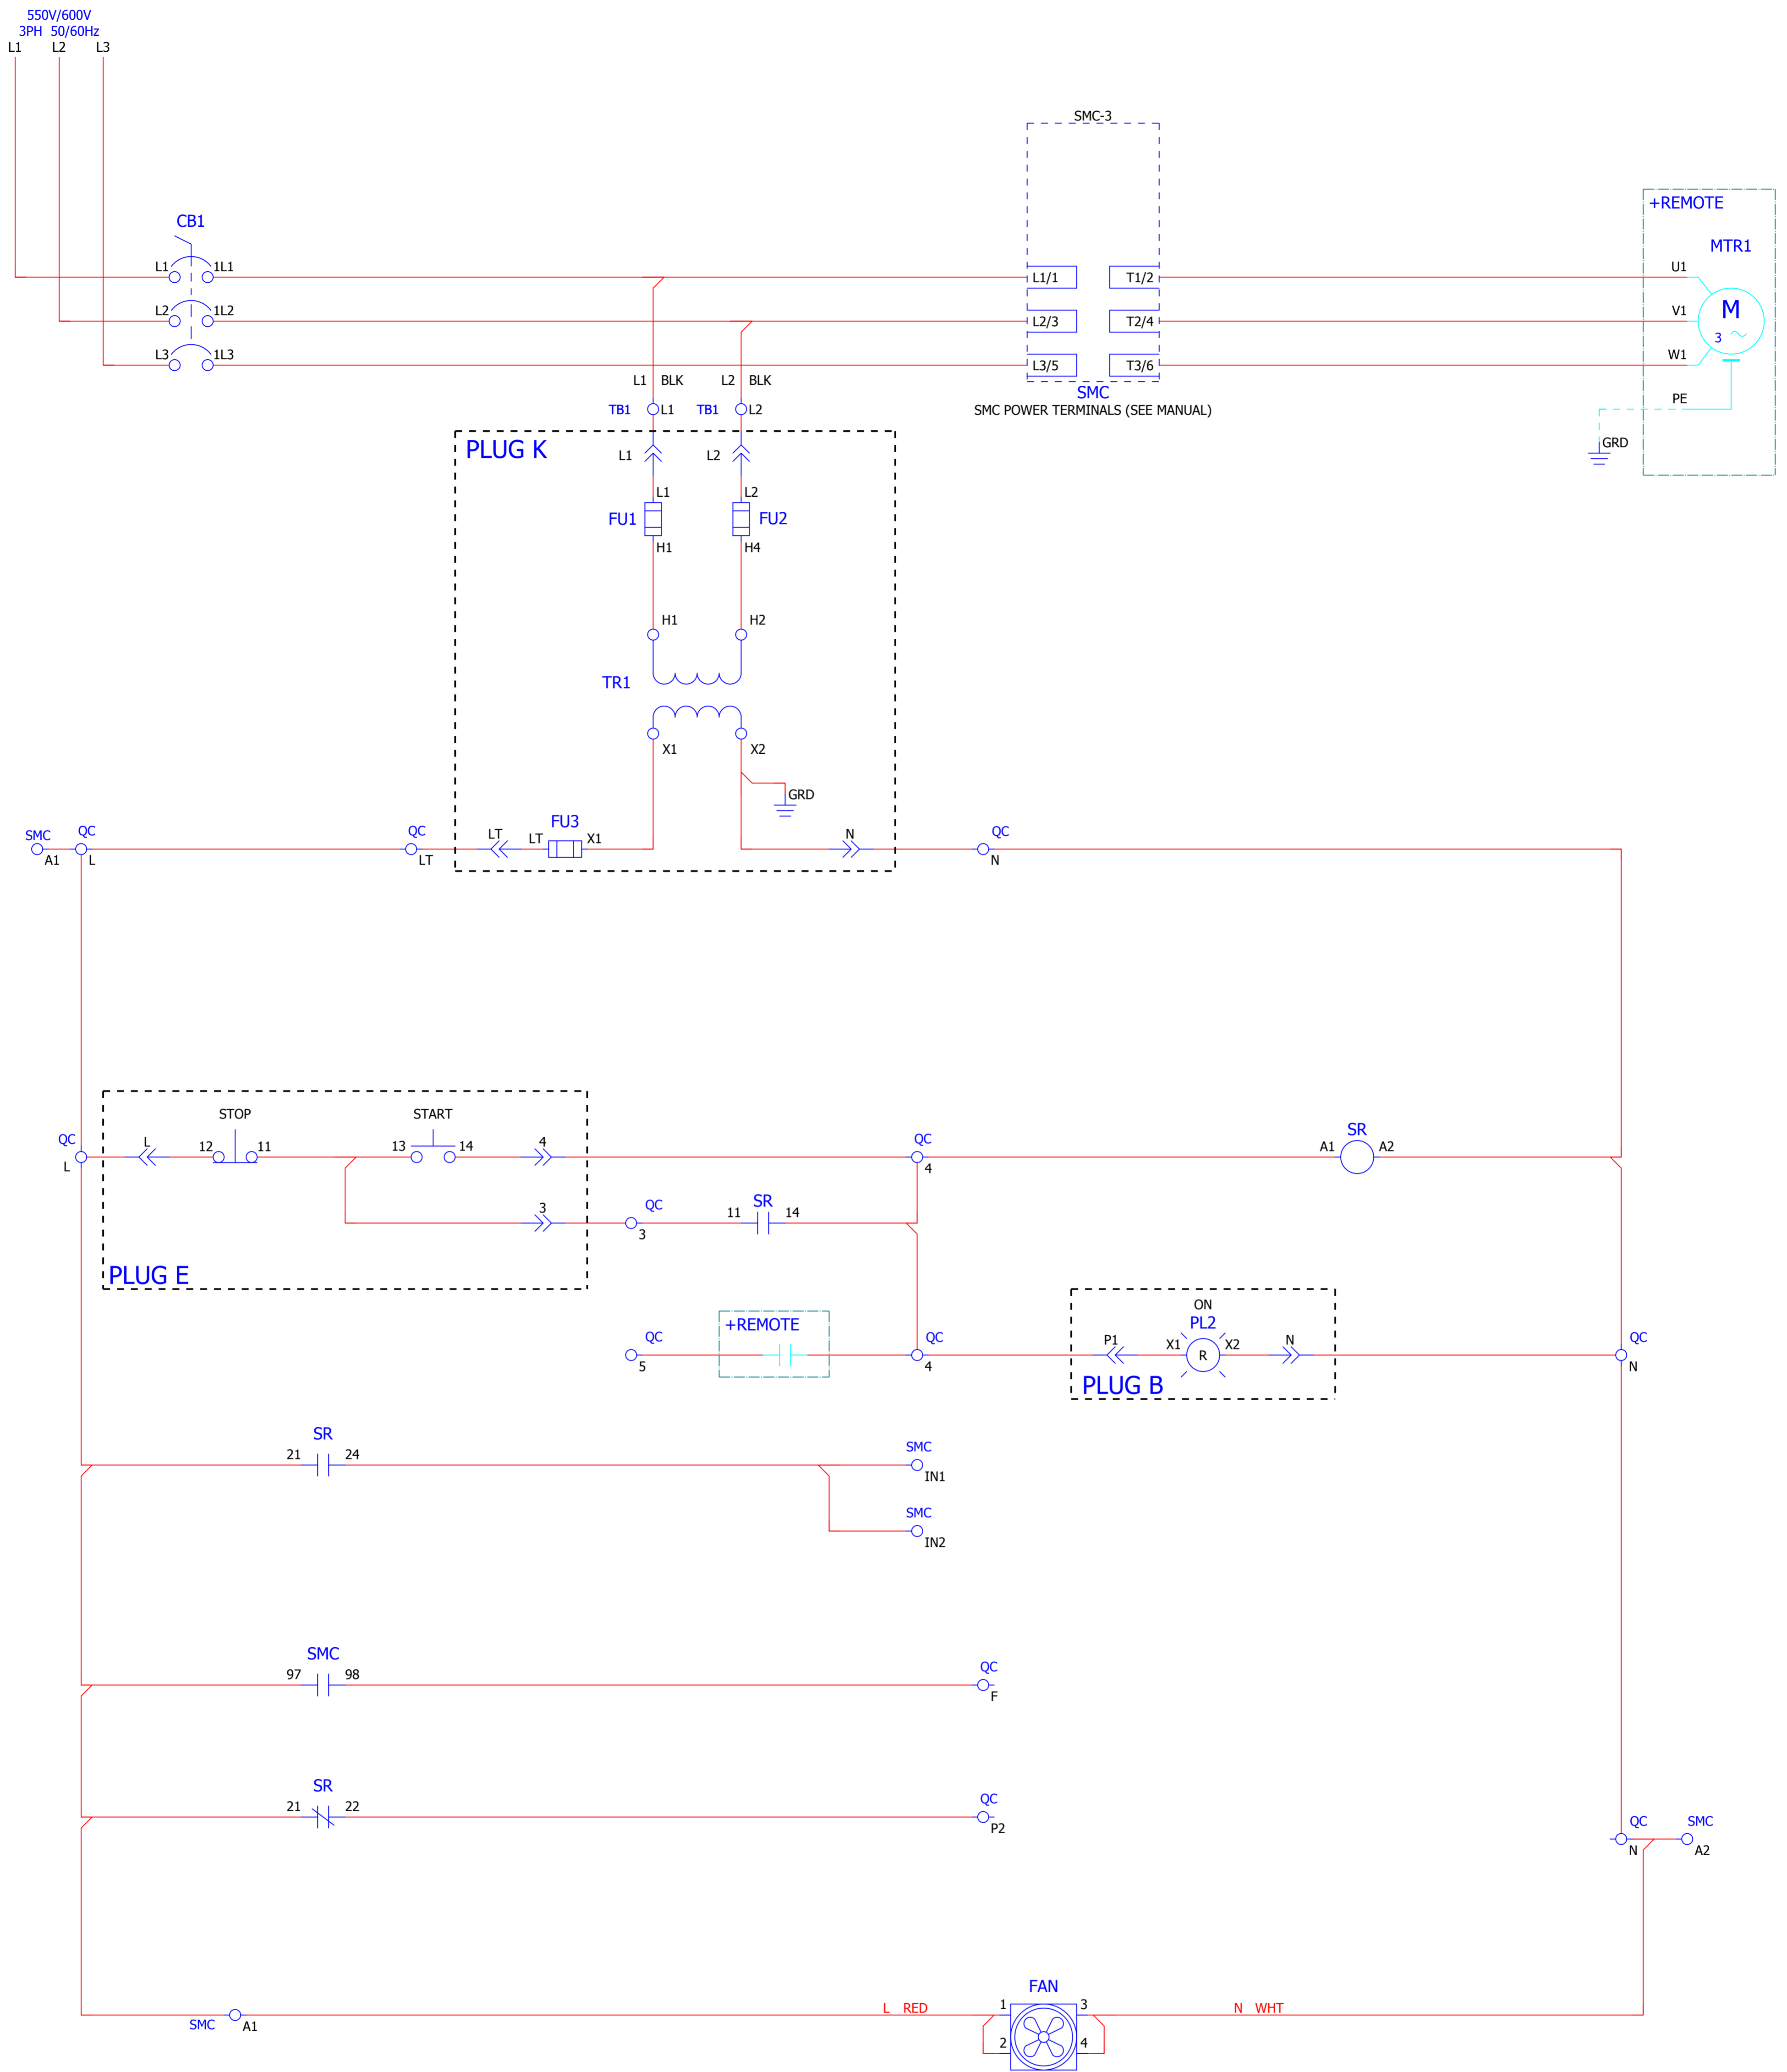 550V/600V
3PH 50/60Hz
L1 L2 L3
SMC-3
+REMOTE
CB1
MTR1
L1 1L1 L1/1 T1/2 U1
L2 1L2 L2/3 T2/4 V1
M
3
L3 1L3 L3/5 T3/6 W1
L1 BLK L2 BLK
SMC
TB1 L1 TB1 L2
SMC POWER TERMINALS (SEE MANUAL)
PE
GRD
PLUG K
L1 L2
L1 L2
FU1 FU2
H1 H4
H1 H2
TR1
X1 X2
GRD
FU3
SMC QC QC LT LT X1 N QC
A1 L LT N
STOP START
QC L 12 11 13 14 4 QC SR
A1 A2
L 4
3 QC 11 SR 14
3
PLUG E
ON
+REMOTE PL2
QC QC P1 X1 R X2 N QC
5 4 N
PLUG B
SR SMC
21 24
IN1
SMC
IN2
SMC QC
97 98
F
SR QC
21 22
P2
QC SMC
N A2
FAN
L RED 1 3 N WHT
SMC A1
2 4